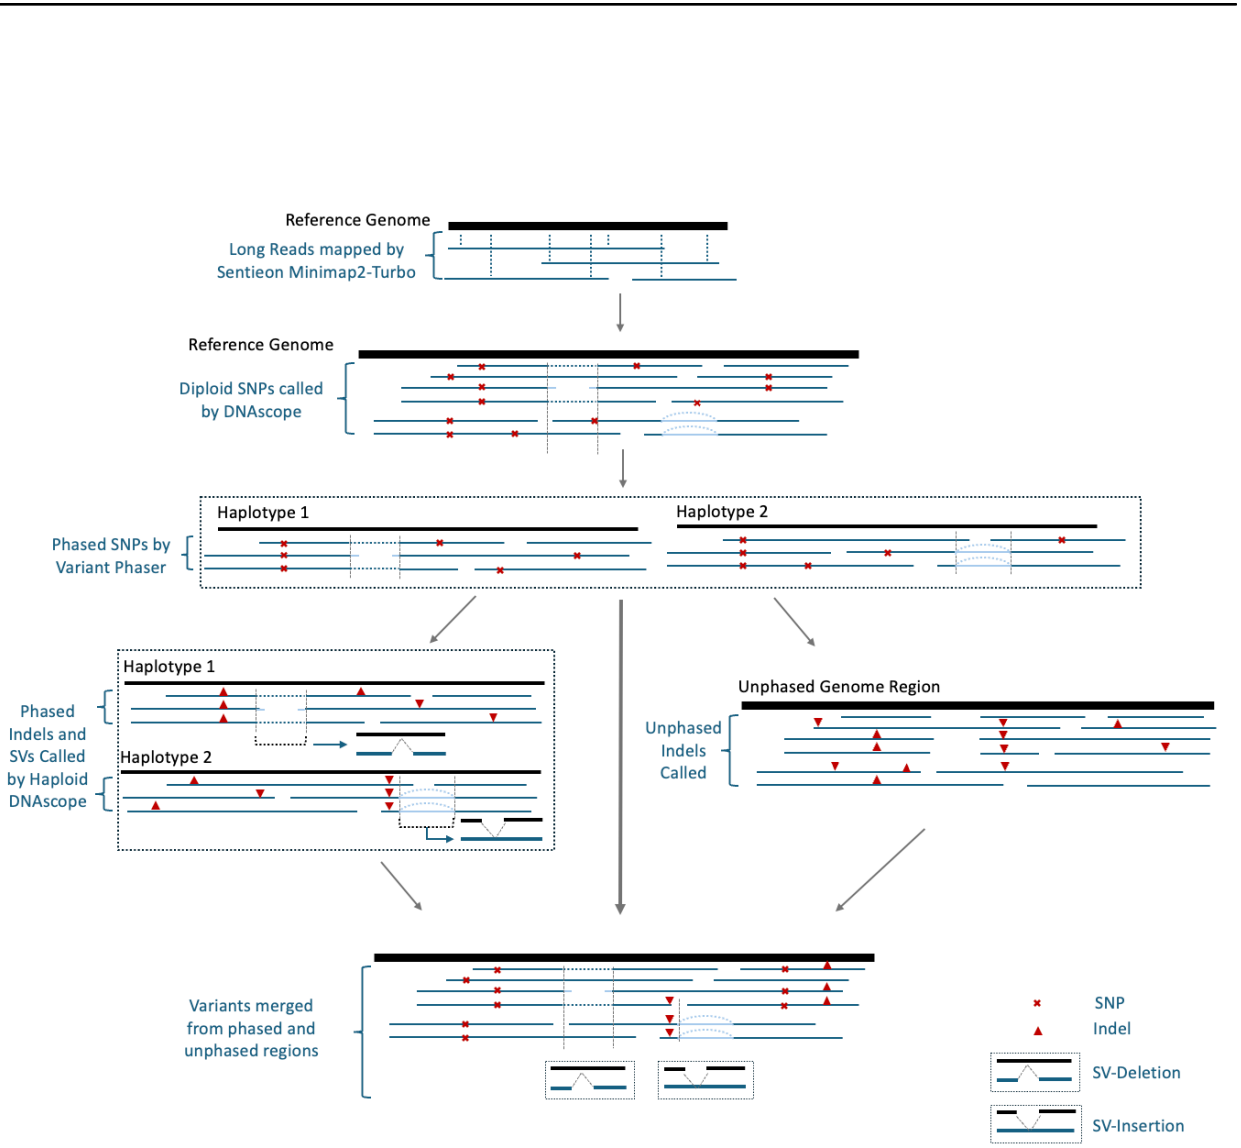 Reference Genome
Long Reads mapped by
Sentieon Minimap2-Turbo
Reference Genome
Diploid SNPs called
by DNAscope
Haplotype 1
Haplotype 2
Phased SNPs by
Variant Phaser
Haplotype 1
Phased
Indels and
SVs Called
by Haploid
DNAscope
Haplotype 2
Unphased Genome Region
Unphased
Indels
Called
Variants merged
from phased and
unphased regions
SNP
Indel
SV-Deletion
SV-Insertion